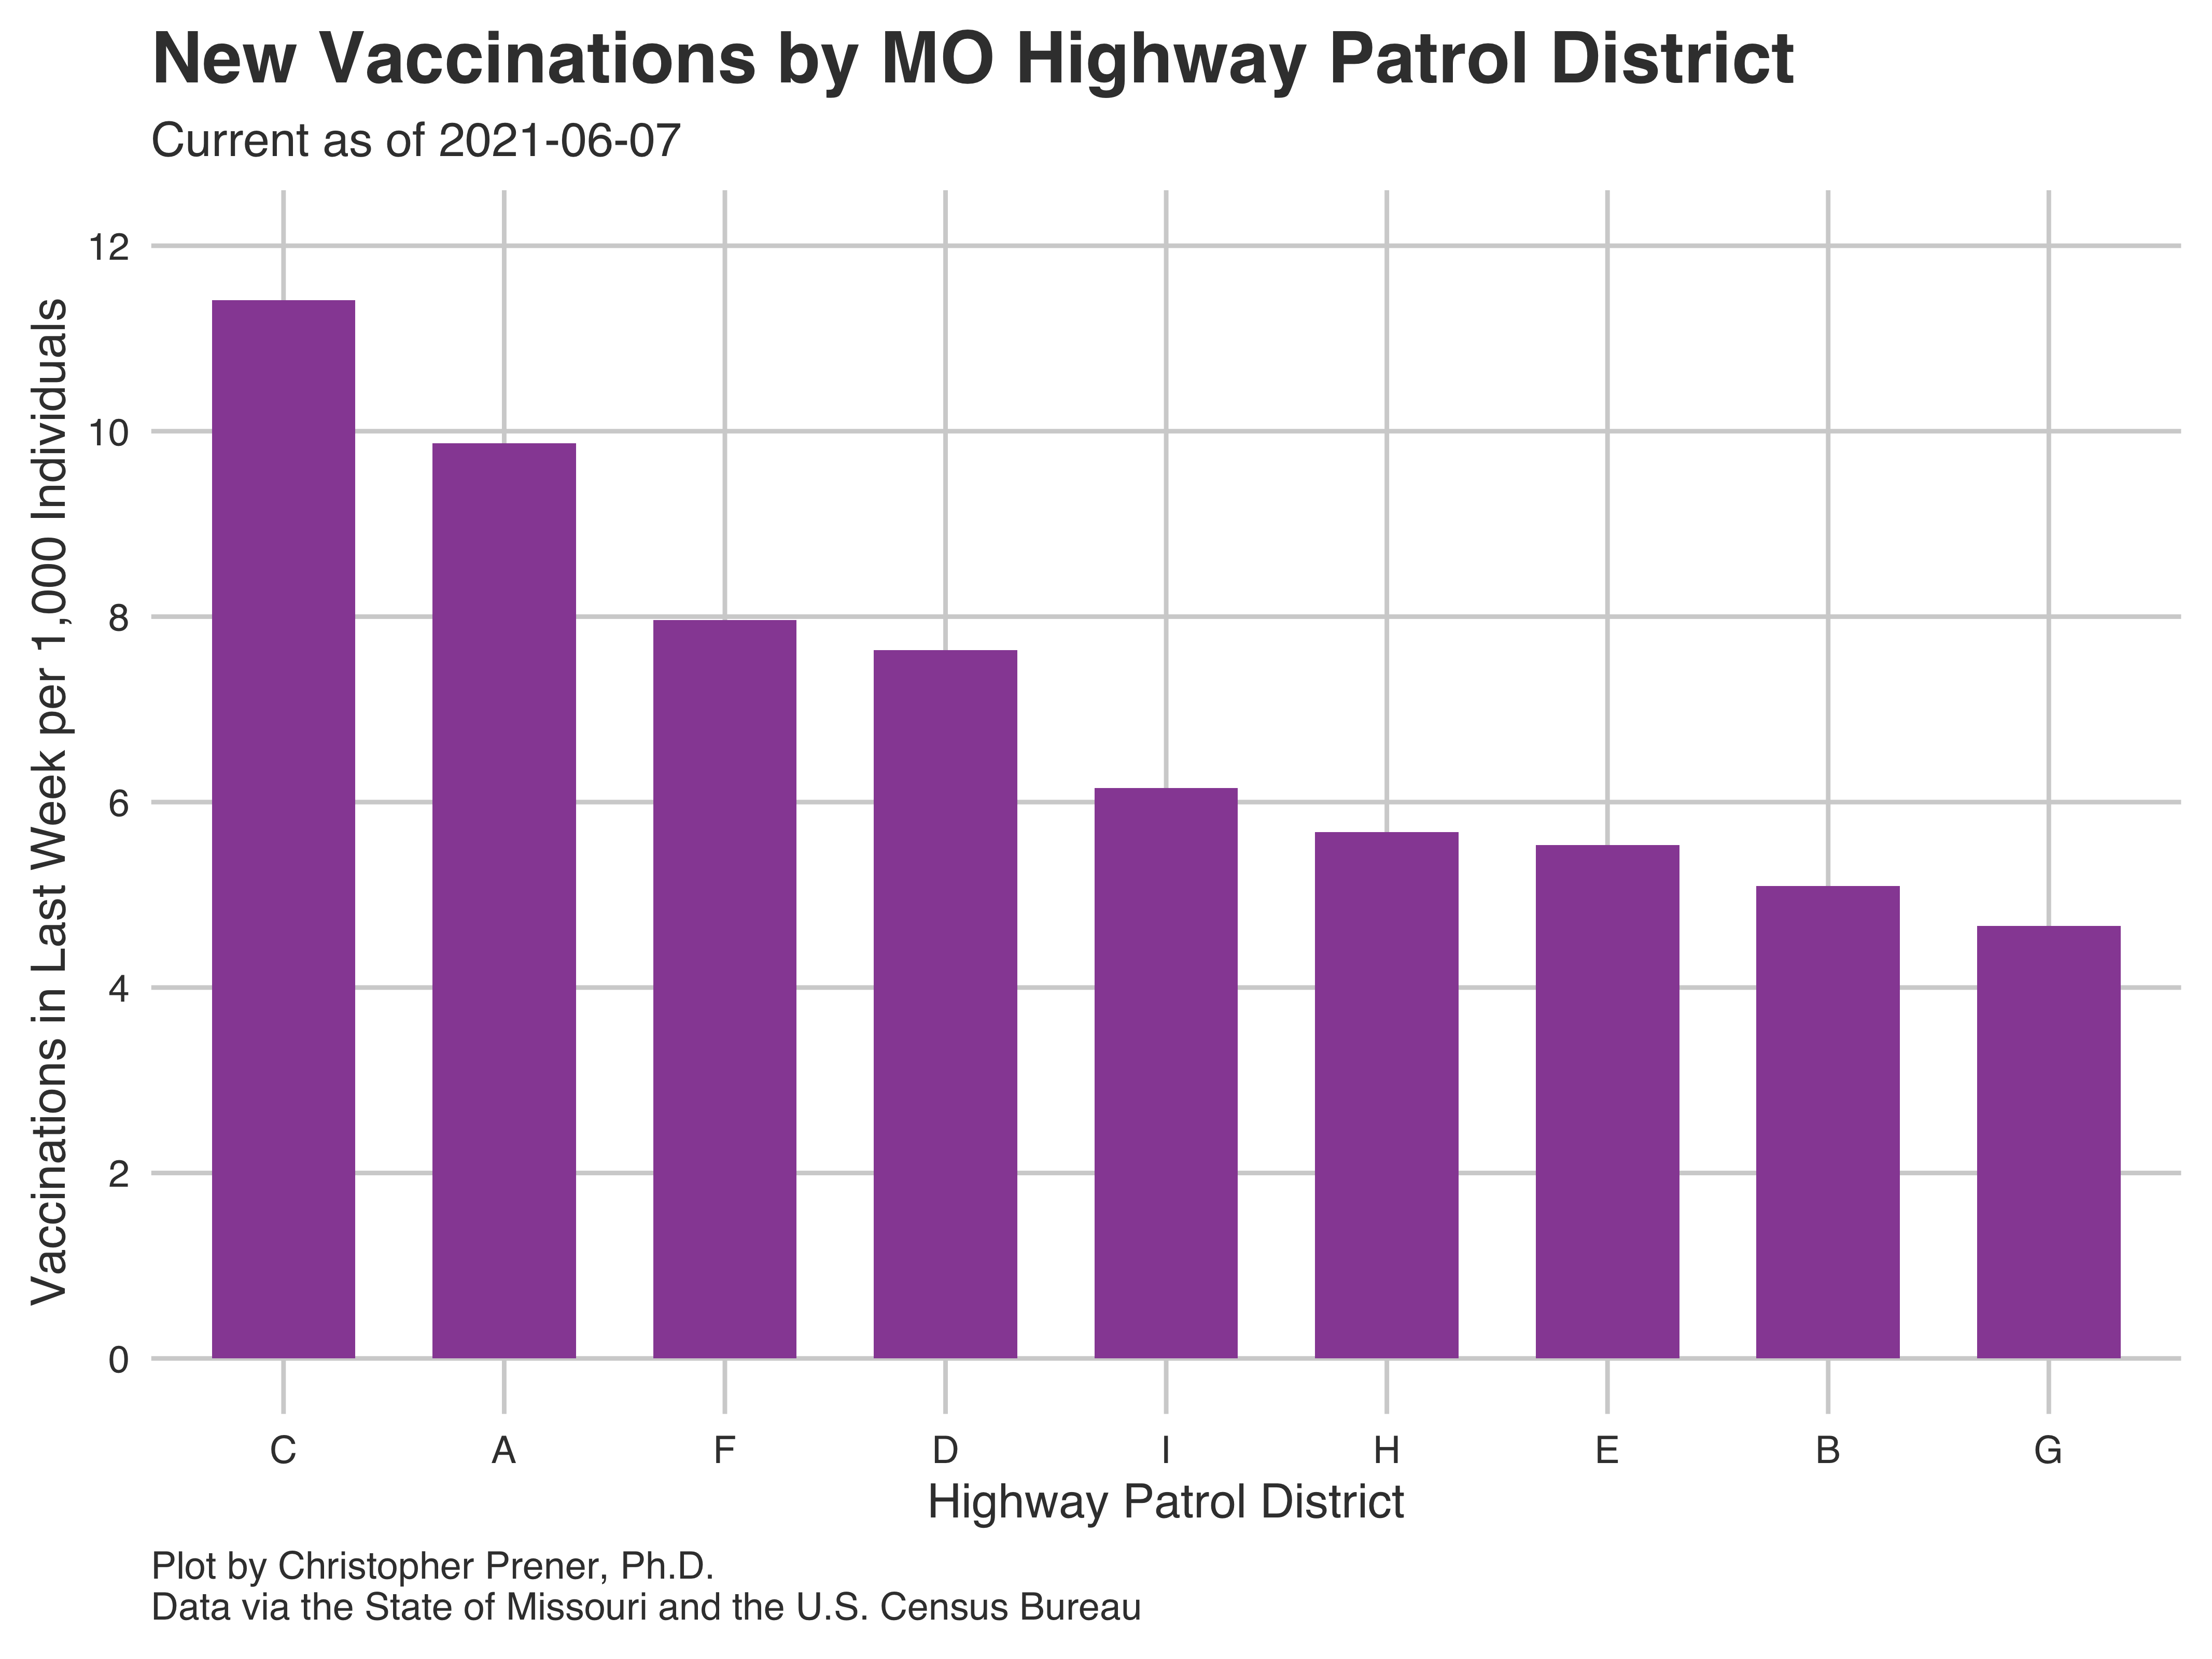 New Vaccinations by MO Highway Patrol District
Current as of 2021-06-07
Vaccinations in Last Week per 1,000 Individuals
12
10
8
6
4
2
0
C A F D I H E B G
Highway Patrol District
Plot by Christopher Prener, Ph.D.
Data via the State of Missouri and the U.S. Census Bureau